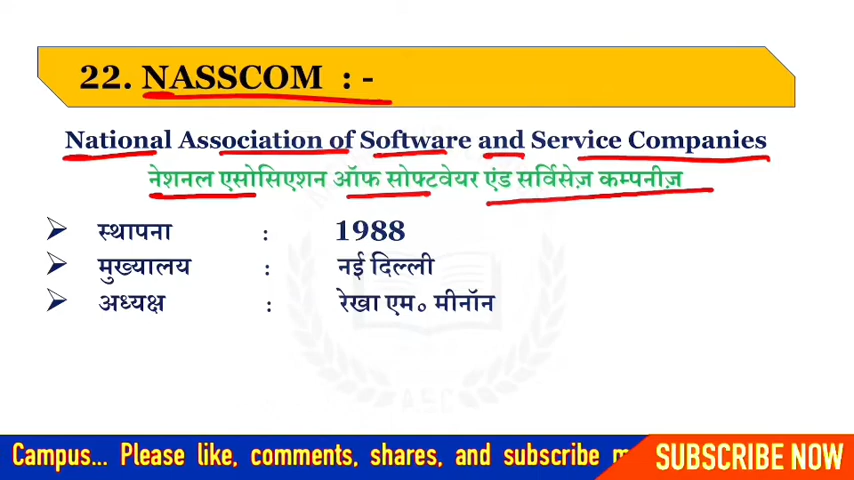 22. NASSCOM : -
National Association of Software and Service Companies
नेशनल एसोसिएशन ऑफ सोफ्टवेयर एंड सर्विसेज़ कम्पनीज़
➢ स्थापना : 1988
➢ मुख्यालय : नई दिल्ली
➢ अध्यक्ष : रेखा एम॰ मीनॉन
ASC
Campus... Please like, comments, shares, and subscribe m
SUBSCRIBE NOW